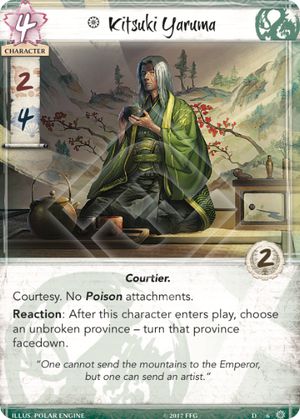 4
Kitsuki Yaruma
CHARACTER
2
4
2
Courtier.
Courtesy. No Poison attachments.
Reaction: After this character enters play, choose
an unbroken province – turn that province
facedown.
“One cannot send the mountains to the Emperor,
but one can send an artist.”
ILLUS. POLAR ENGINE ©2017 FFG D 6